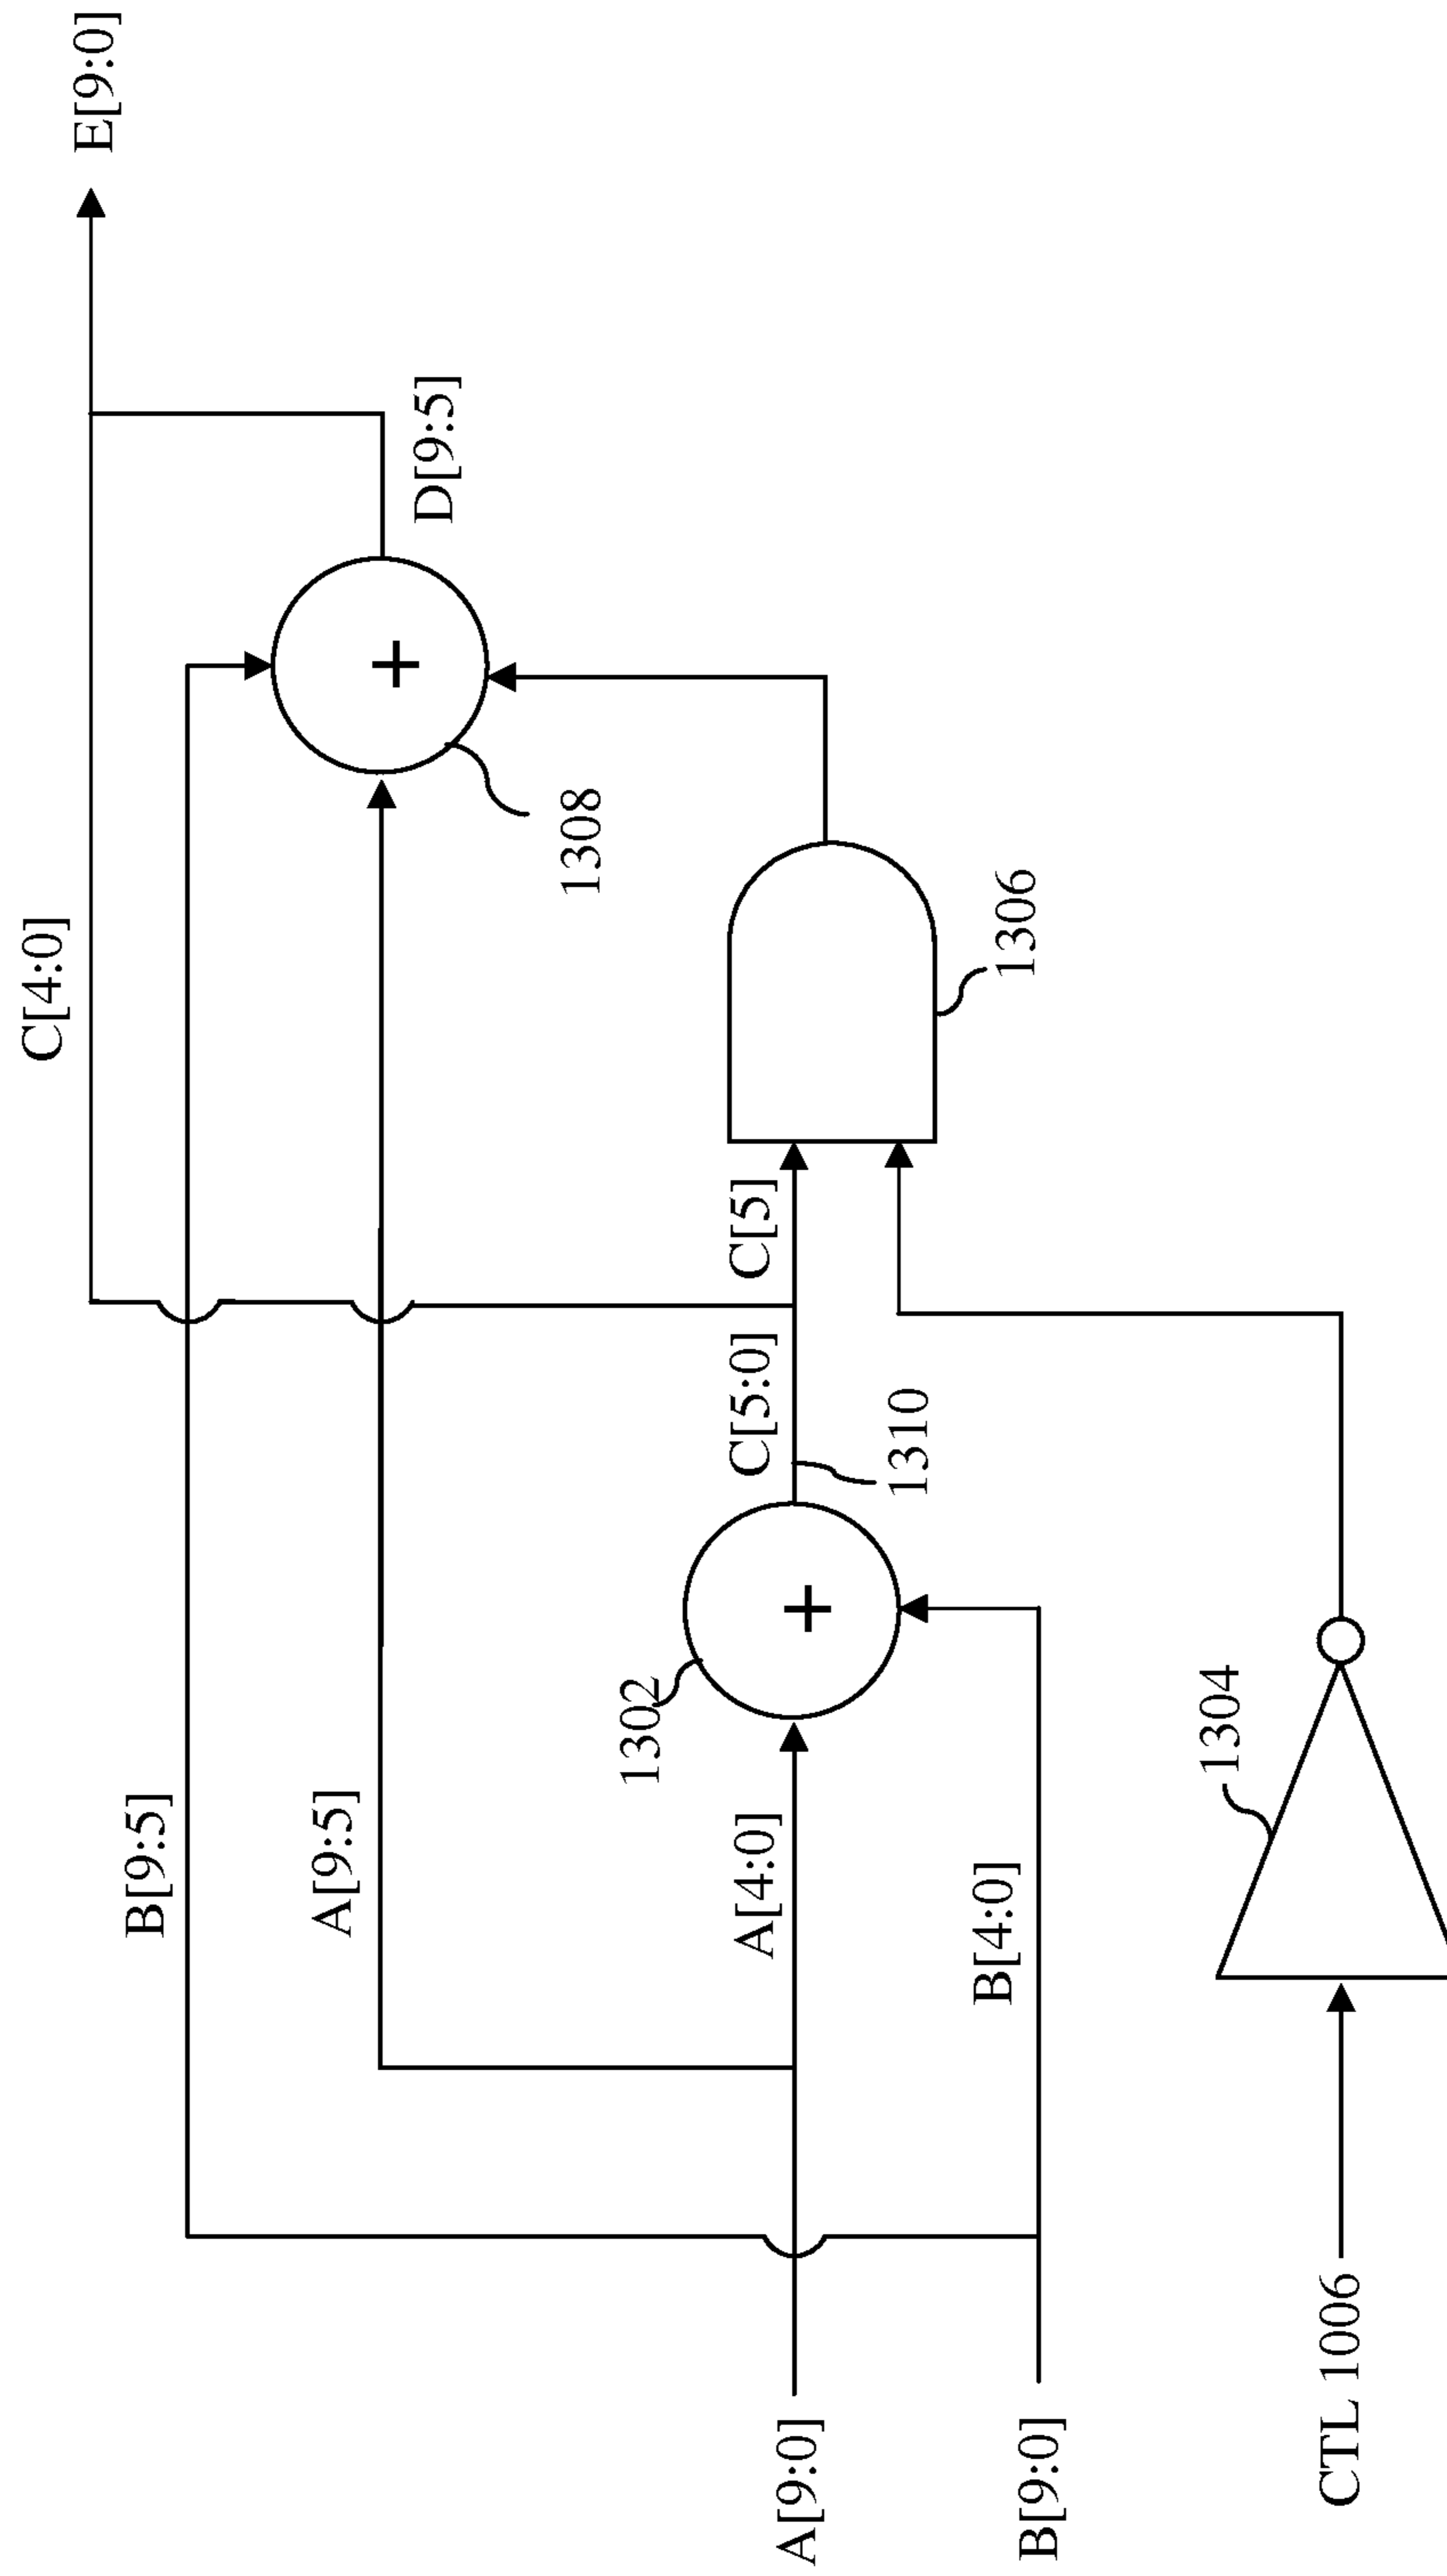 C[4:0]
E[9:0]
B[9:5]
A[9:5]
+
D[9:5]
1308
1302
A[4:0]
+
C[5:0]
C[5]
A[9:0]
1310
1306
B[4:0]
B[9:0]
1304
CTL 1006